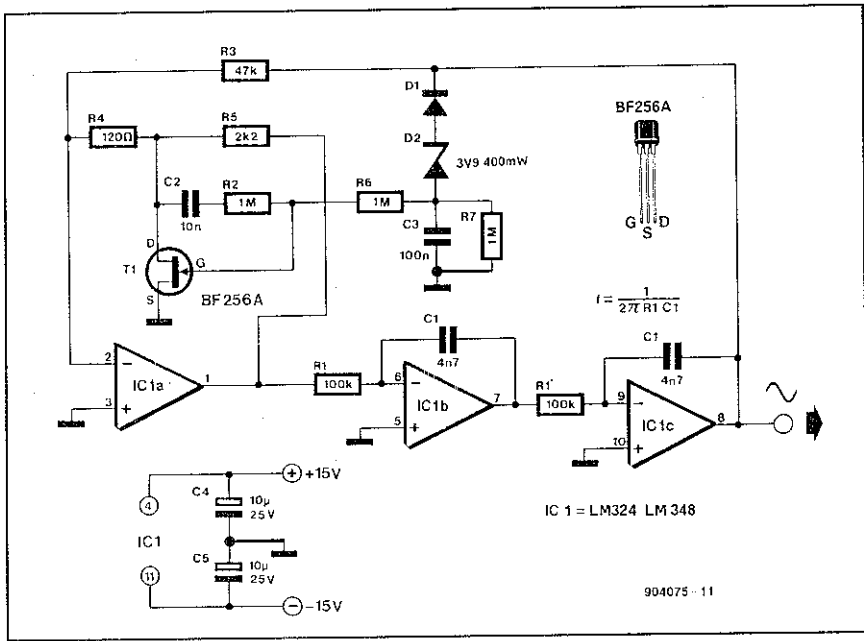 R3
47k
R4
120Ω
R5
2k2
D1
D2
3V9 400mW
BF256A
C2
10n
R2
1M
R6
1M
C3
100n
R7
1M
G
S
D
D
G
S
T1
BF256A
f = 1
2π R1 C1
C1
4n7
C1
4n7
2
−
3
+
IC1a
1
R1
100k
6
−
5
+
IC1b
7
R1
100k
9
−
10
+
IC1c
8
C4
10µ
25V
+
+15V
4
IC1
11
C5
10µ
25V
−
−15V
IC 1 = LM324 LM 348
904075 - 11